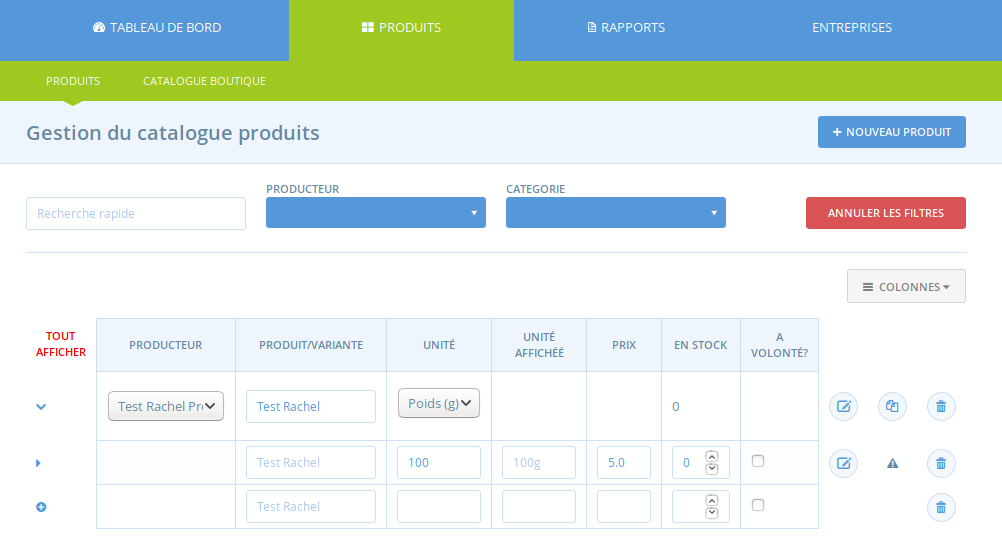 TABLEAU DE BORD PRODUITS RAPPORTS ENTREPRISES
PRODUITS CATALOGUE BOUTIQUE
Gestion du catalogue produits
NOUVEAU PRODUIT
PRODUCTEUR CATEGORIE
Recherche rapide
ANNULER LES FILTRES
COLONNES
TOUT
AFFICHER
PRODUCTEUR
PRODUIT/VARIANTE
UNITÉ
UNITÉ
AFFICHÉÉ
PRIX
EN STOCK
A
VOLONTÉ?
Test Rachel Pr Test Rachel Poids (g) 0
Test Rachel 100 100g 5.0 0
Test Rachel